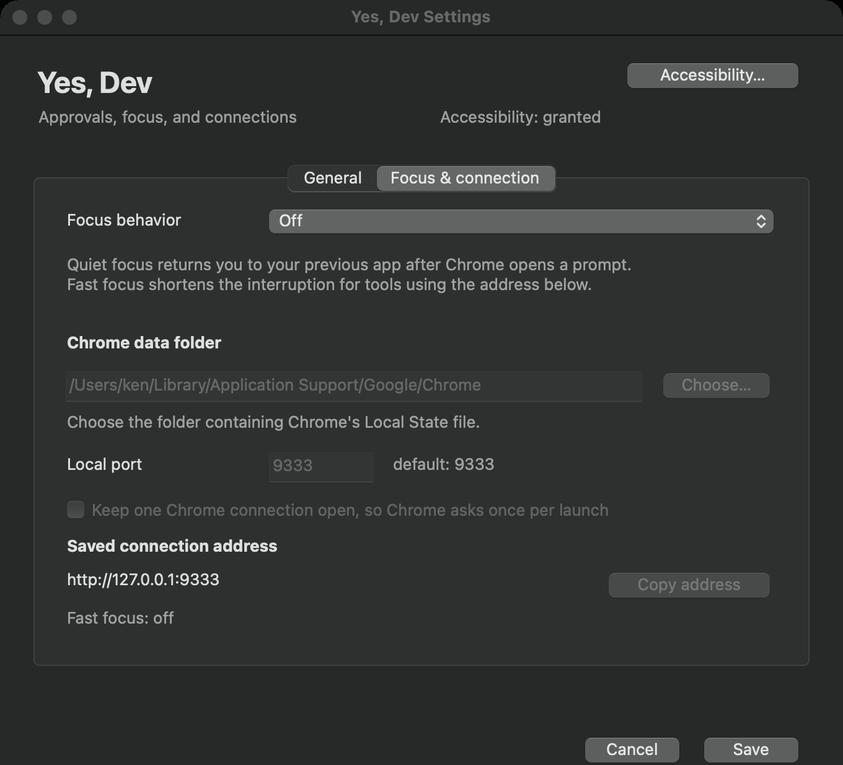 Yes, Dev Settings
Yes, Dev
Accessibility...
Approvals, focus, and connections
Accessibility: granted
General
Focus & connection
Focus behavior
Off
Quiet focus returns you to your previous app after Chrome opens a prompt.
Fast focus shortens the interruption for tools using the address below.
Chrome data folder
/Users/ken/Library/Application Support/Google/Chrome
Choose...
Choose the folder containing Chrome's Local State file.
Local port
9333
default: 9333
Keep one Chrome connection open, so Chrome asks once per launch
Saved connection address
http://127.0.0.1:9333
Copy address
Fast focus: off
Cancel
Save